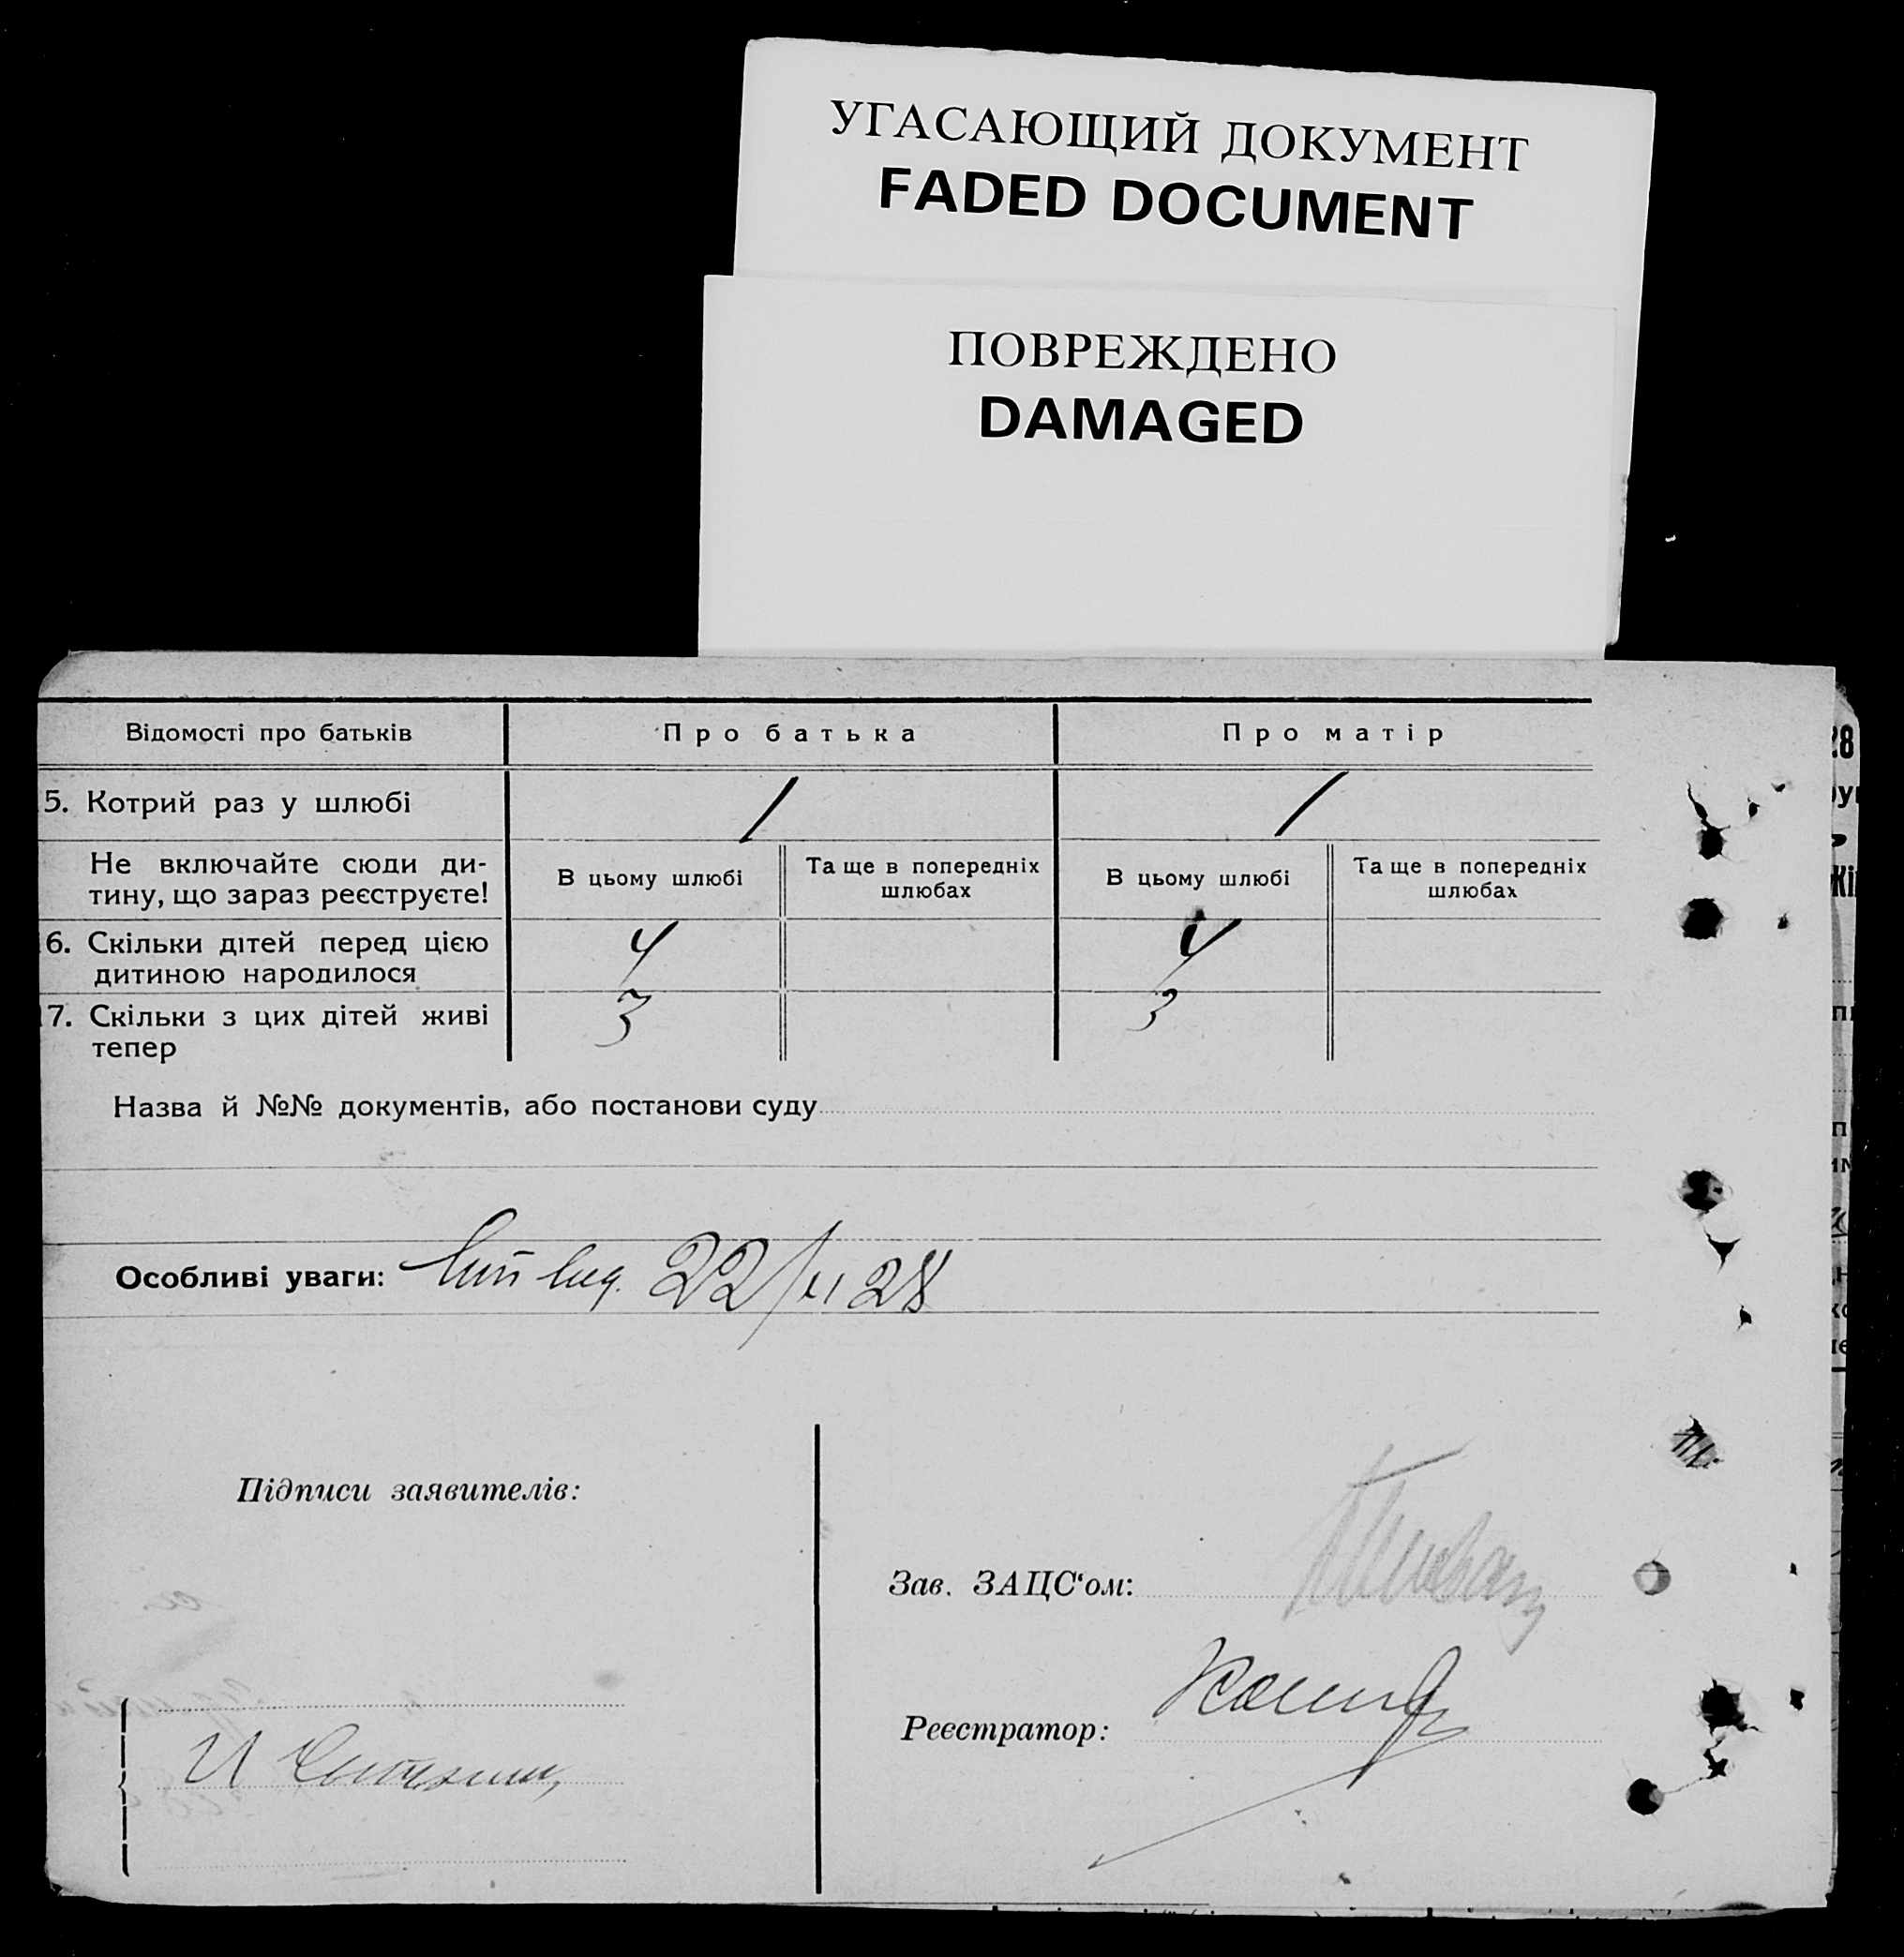 УГАСАЮЩИЙ ДОКУМЕНТ
FADED DOCUMENT
ПОВРЕЖДЕНО
DAMAGED
Відомості про батьків Про батька Про матір
5. Котрий раз у шлюбі 1 1
Не включайте сюди ди-
тину, що зараз реєструєте!
В цьому шлюбі
Та ще в попередніх
шлюбах
В цьому шлюбі
Та ще в попередніх
шлюбах
6. Скільки дітей перед цією
дитиною народилося
4 4
7. Скільки з цих дітей живі
тепер
3 3
Назва й №№ документів, або постанови суду
Особливі уваги: 22/ІІ 28
Підписи заявителів:
Зав. ЗАЦС‘ом:
Реєстратор:
И